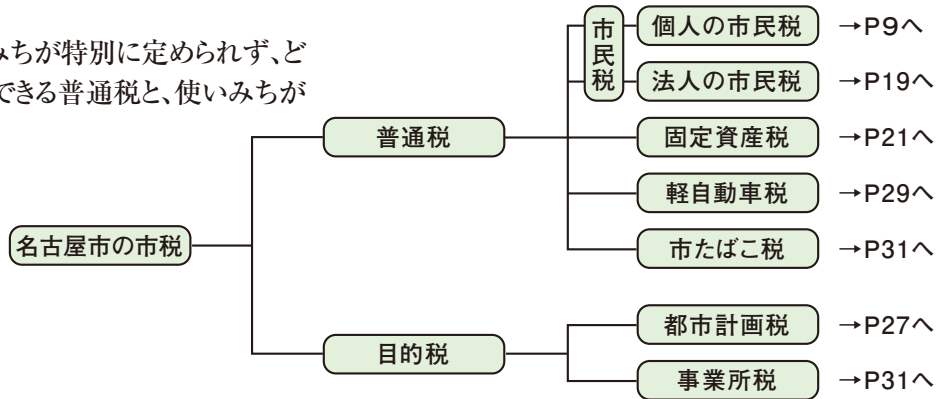 みちが特別に定められず、ど
できる普通税と、使いみちが
名古屋市の市税
普通税
市民税
個人の市民税 →P9へ
法人の市民税 →P19へ
固定資産税 →P21へ
軽自動車税 →P29へ
市たばこ税 →P31へ
目的税
都市計画税 →P27へ
事業所税 →P31へ